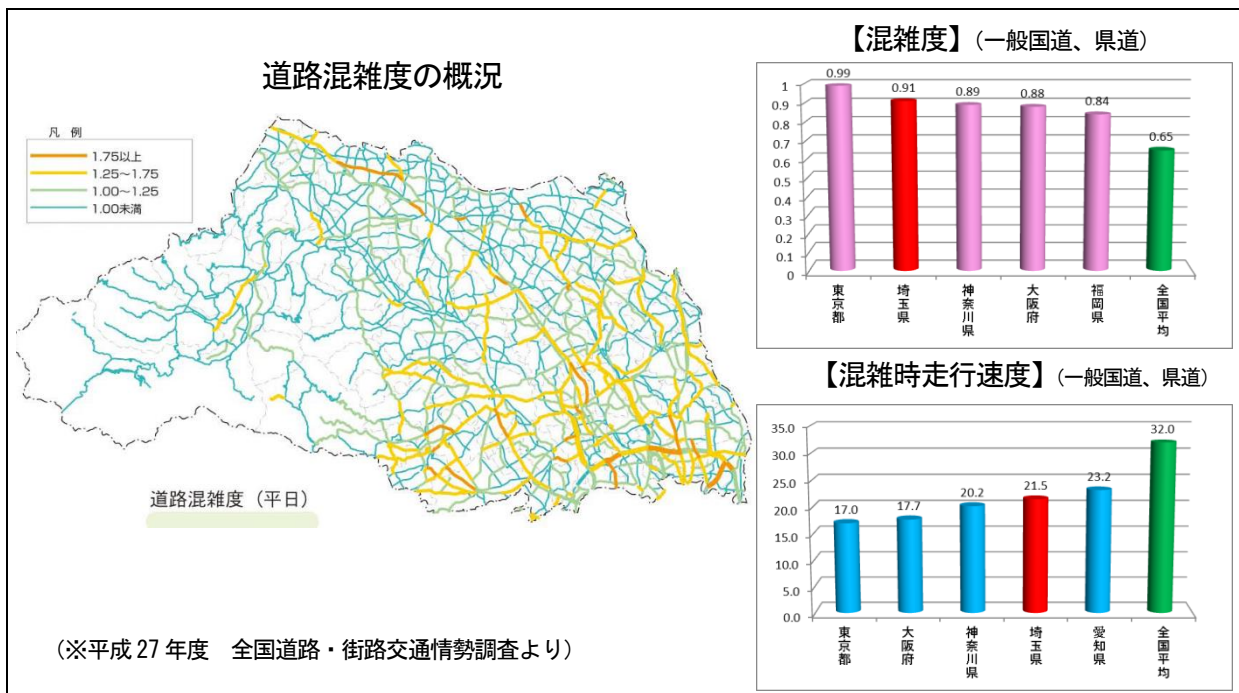 道路混雑度の概況
凡 例
1.75以上
1.25~1.75
1.00~1.25
1.00未満
道路混雑度（平日）
（※平成27年度　全国道路・街路交通情勢調査より）
【混雑度】（一般国道、県道）
1
0.9
0.8
0.7
0.6
0.5
0.4
0.3
0.2
0.1
0
0.99
0.91
0.89
0.88
0.84
0.65
東京都
埼玉県
神奈川県
大阪府
福岡県
全国平均
【混雑時走行速度】（一般国道、県道）
35.0
30.0
25.0
20.0
15.0
10.0
5.0
0.0
17.0
17.7
20.2
21.5
23.2
32.0
東京都
大阪府
神奈川県
埼玉県
愛知県
全国平均